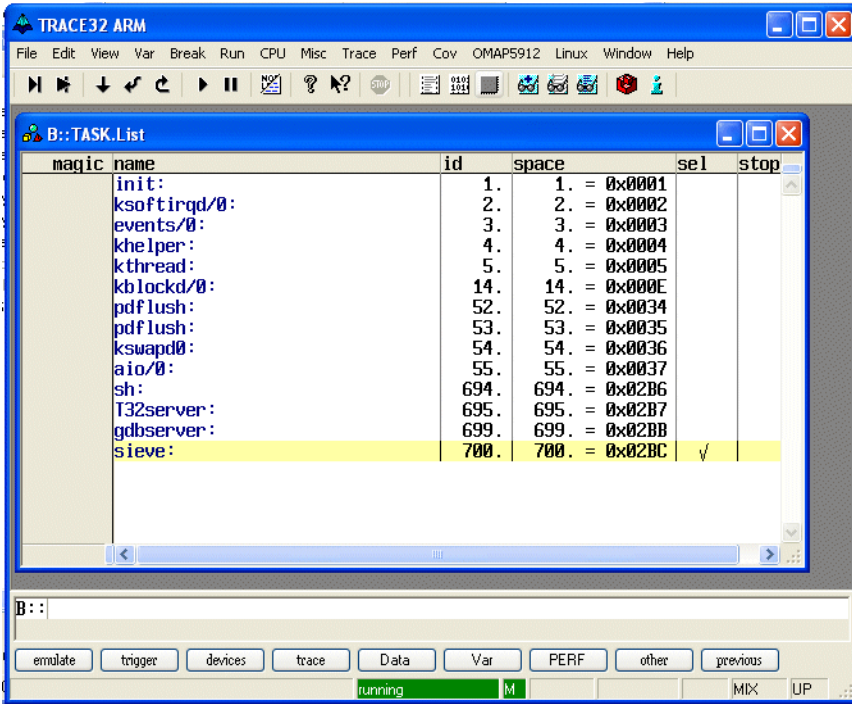 TRACE32 ARM
File Edit View Var Break Run CPU Misc Trace Perf Cov OMAP5912 Linux Window Help
B::TASK.List
magic name id space sel stop
init: 1. 1. = 0x0001
ksoftirqd/0: 2. 2. = 0x0002
events/0: 3. 3. = 0x0003
khelper: 4. 4. = 0x0004
kthread: 5. 5. = 0x0005
kblockd/0: 14. 14. = 0x000E
pdflush: 52. 52. = 0x0034
pdflush: 53. 53. = 0x0035
kswapd0: 54. 54. = 0x0036
aio/0: 55. 55. = 0x0037
sh: 694. 694. = 0x02B6
T32server: 695. 695. = 0x02B7
gdbserver: 699. 699. = 0x02BB
sieve: 700. 700. = 0x02BC √
B::
emulate trigger devices trace Data Var PERF other previous
running M MIX UP